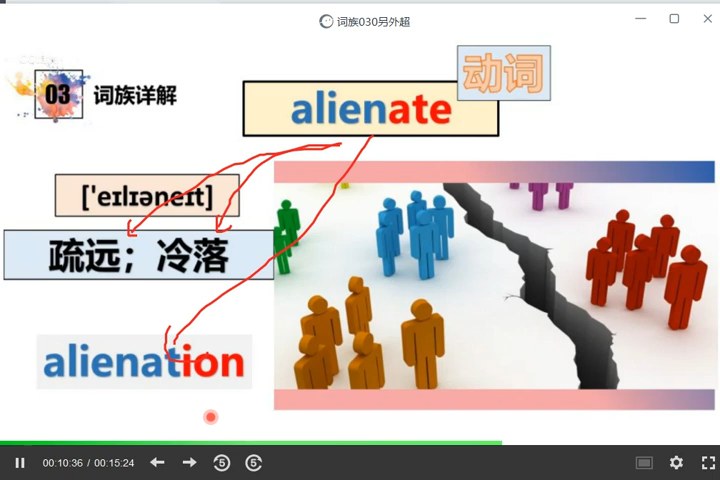 词族030另外超
03 词族详解
动词
alienate
['eɪlɪəneɪt]
疏远；冷落
alienation
00:10:36 / 00:15:24
5 5